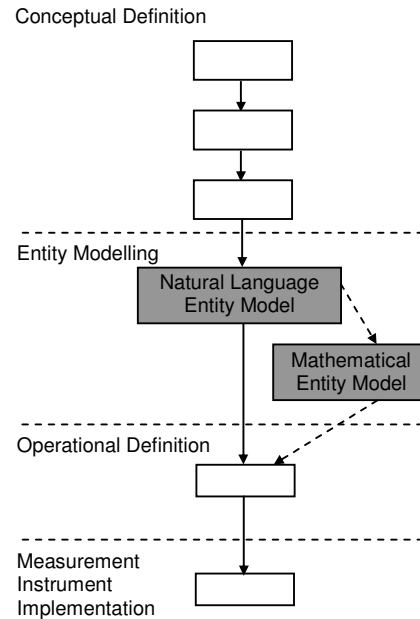 Conceptual Definition
Entity Modelling
Natural Language
Entity Model
Mathematical
Entity Model
Operational Definition
Measurement
Instrument
Implementation